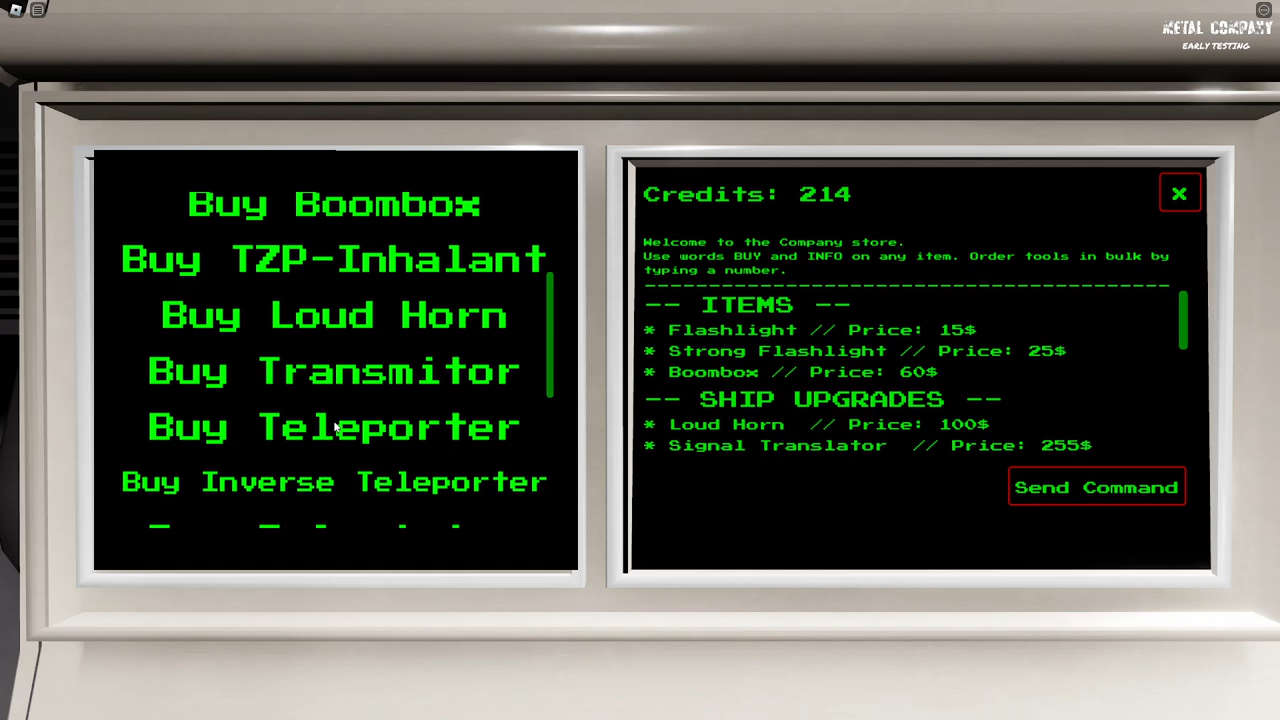 METAL COMPANY
EARLY TESTING
Buy Boombox
Buy TZP-Inhalant
Buy Loud Horn
Buy Transmitor
Buy Teleporter
Buy Inverse Teleporter
Credits: 214
X
Welcome to the Company store.
Use words BUY and INFO on any item. Order tools in bulk by
typing a number.
-----------------------------------------
-- ITEMS --
* Flashlight // Price: 15$
* Strong Flashlight // Price: 25$
* Boombox // Price: 60$
-- SHIP UPGRADES --
* Loud Horn // Price: 100$
* Signal Translator // Price: 255$
Send Command